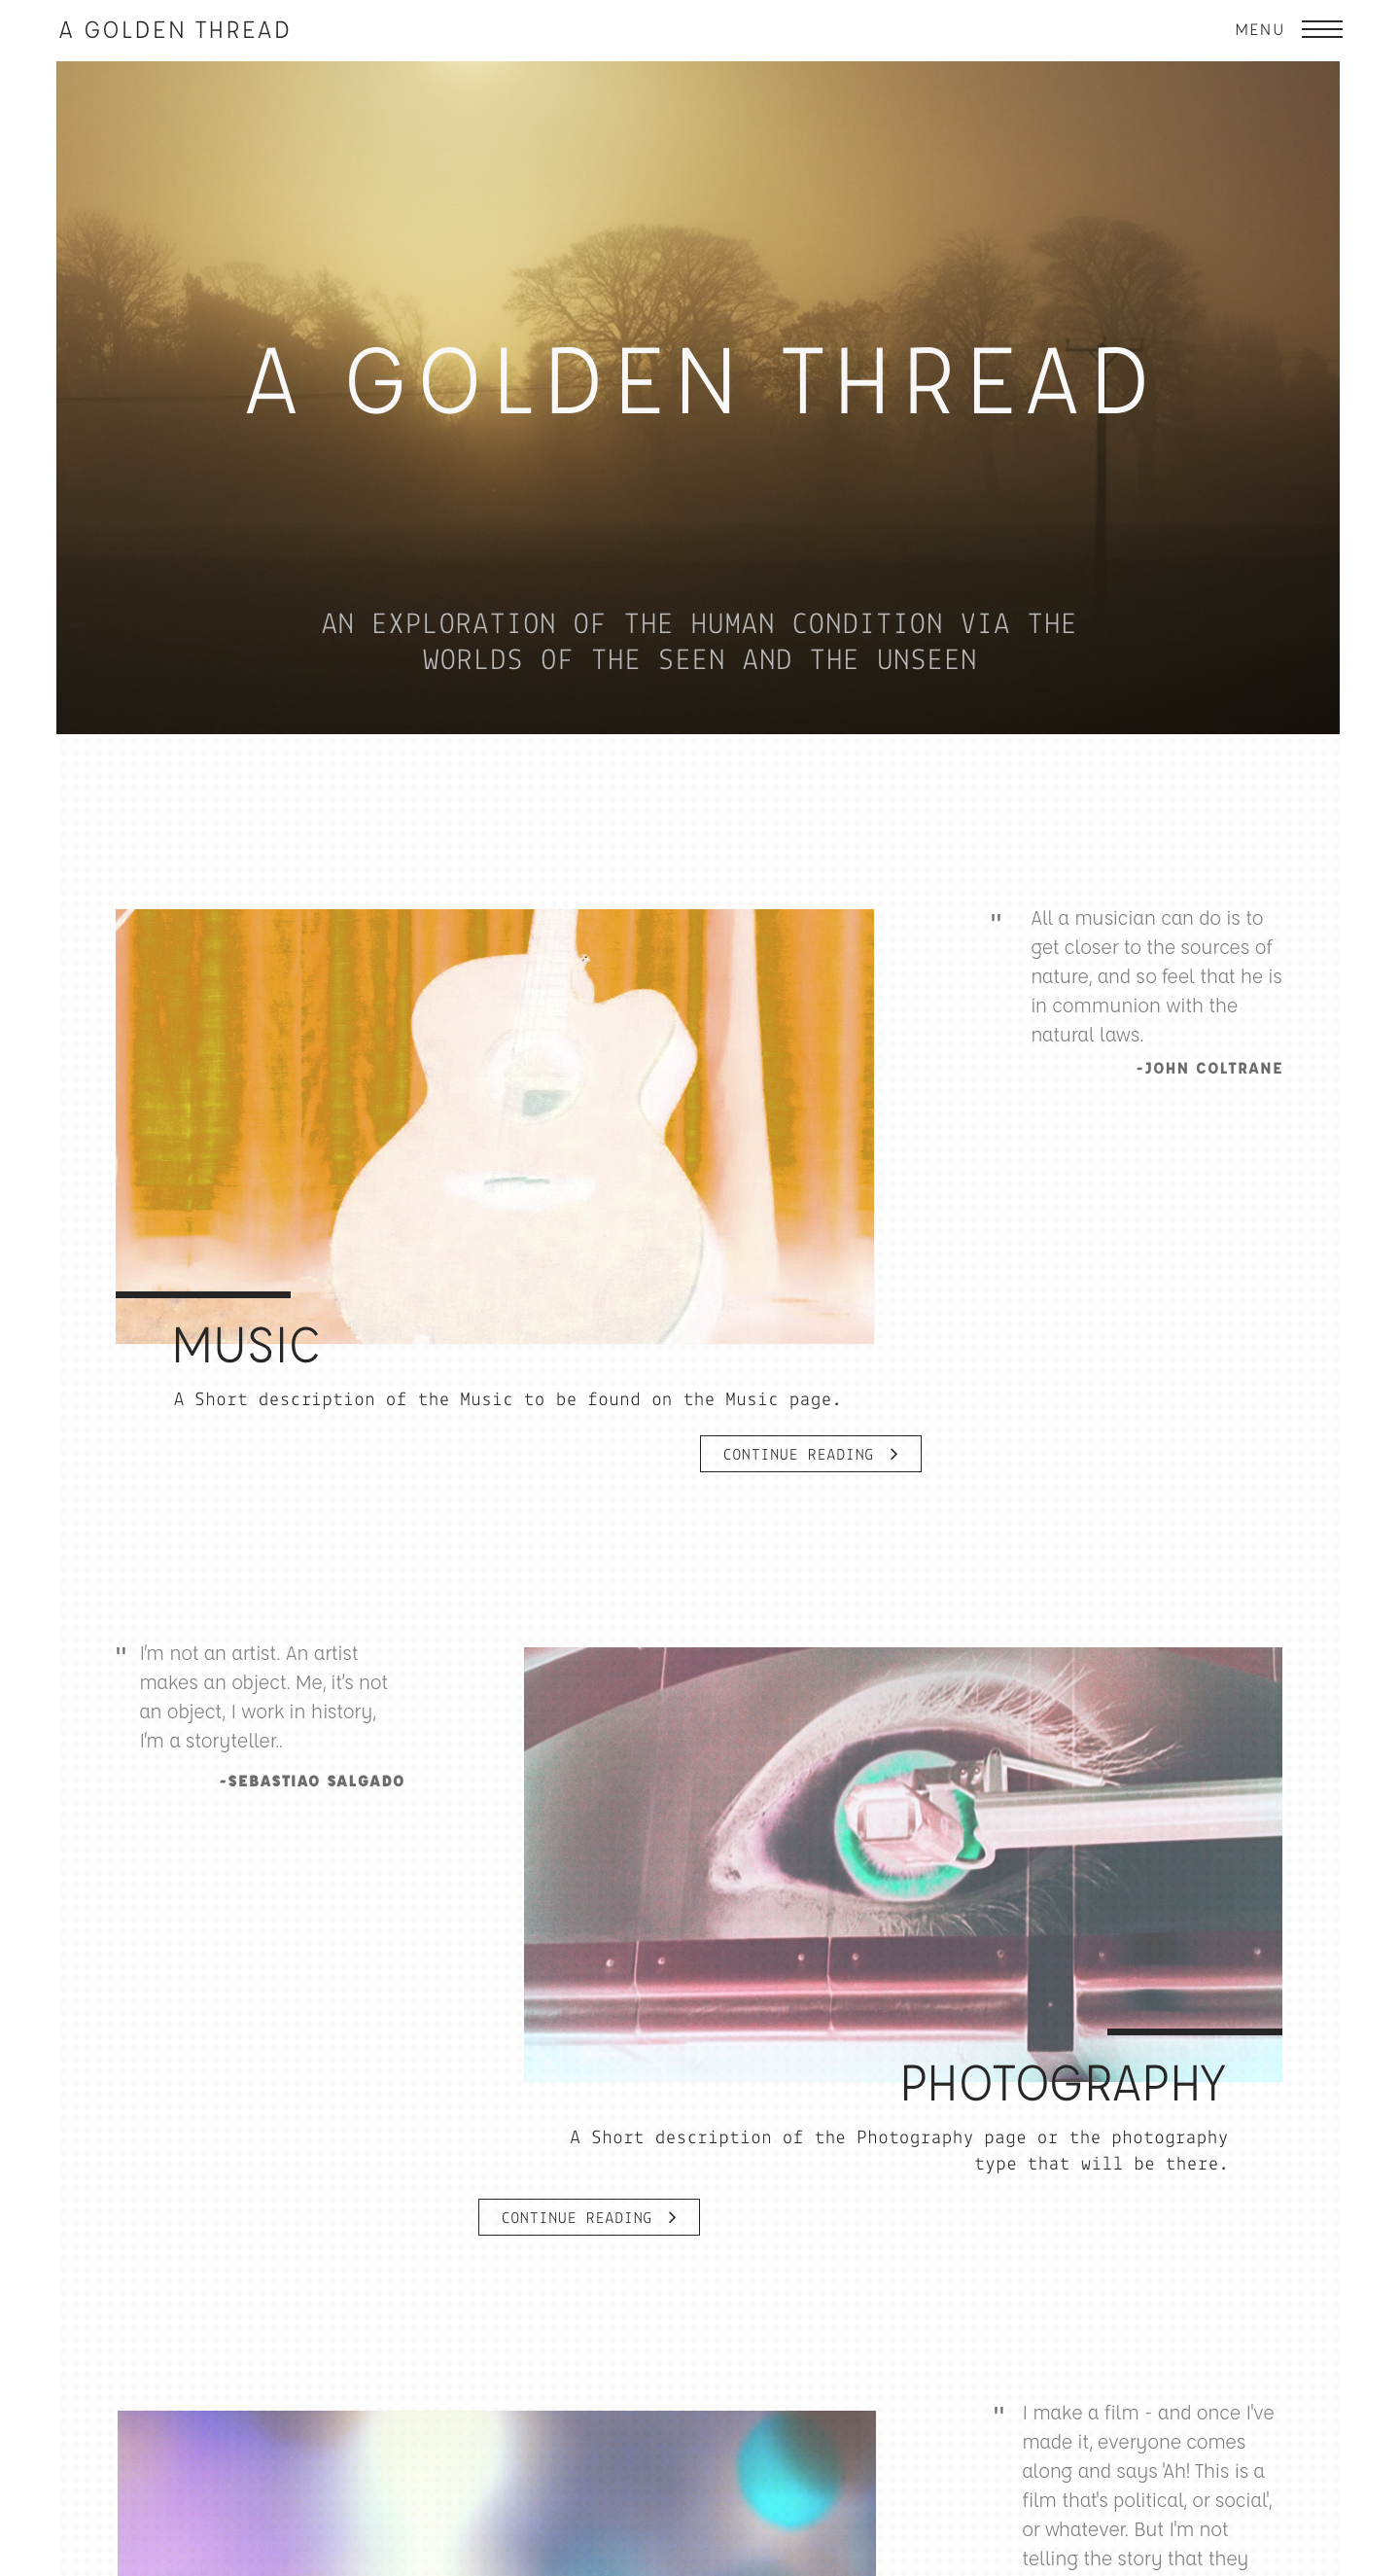 A GOLDEN THREAD
MENU
A GOLDEN THREAD
AN EXPLORATION OF THE HUMAN CONDITION VIA THE
WORLDS OF THE SEEN AND THE UNSEEN
" All a musician can do is to
get closer to the sources of
nature, and so feel that he is
in communion with the
natural laws.
-JOHN COLTRANE
MUSIC
A Short description of the Music to be found on the Music page.
CONTINUE READING
" I'm not an artist. An artist
makes an object. Me, it's not
an object, I work in history,
I'm a storyteller..
-SEBASTIAO SALGADO
PHOTOGRAPHY
A Short description of the Photography page or the photography
type that will be there.
CONTINUE READING
" I make a film - and once I've
made it, everyone comes
along and says 'Ah! This is a
film that's political, or social',
or whatever. But I'm not
telling the story that they